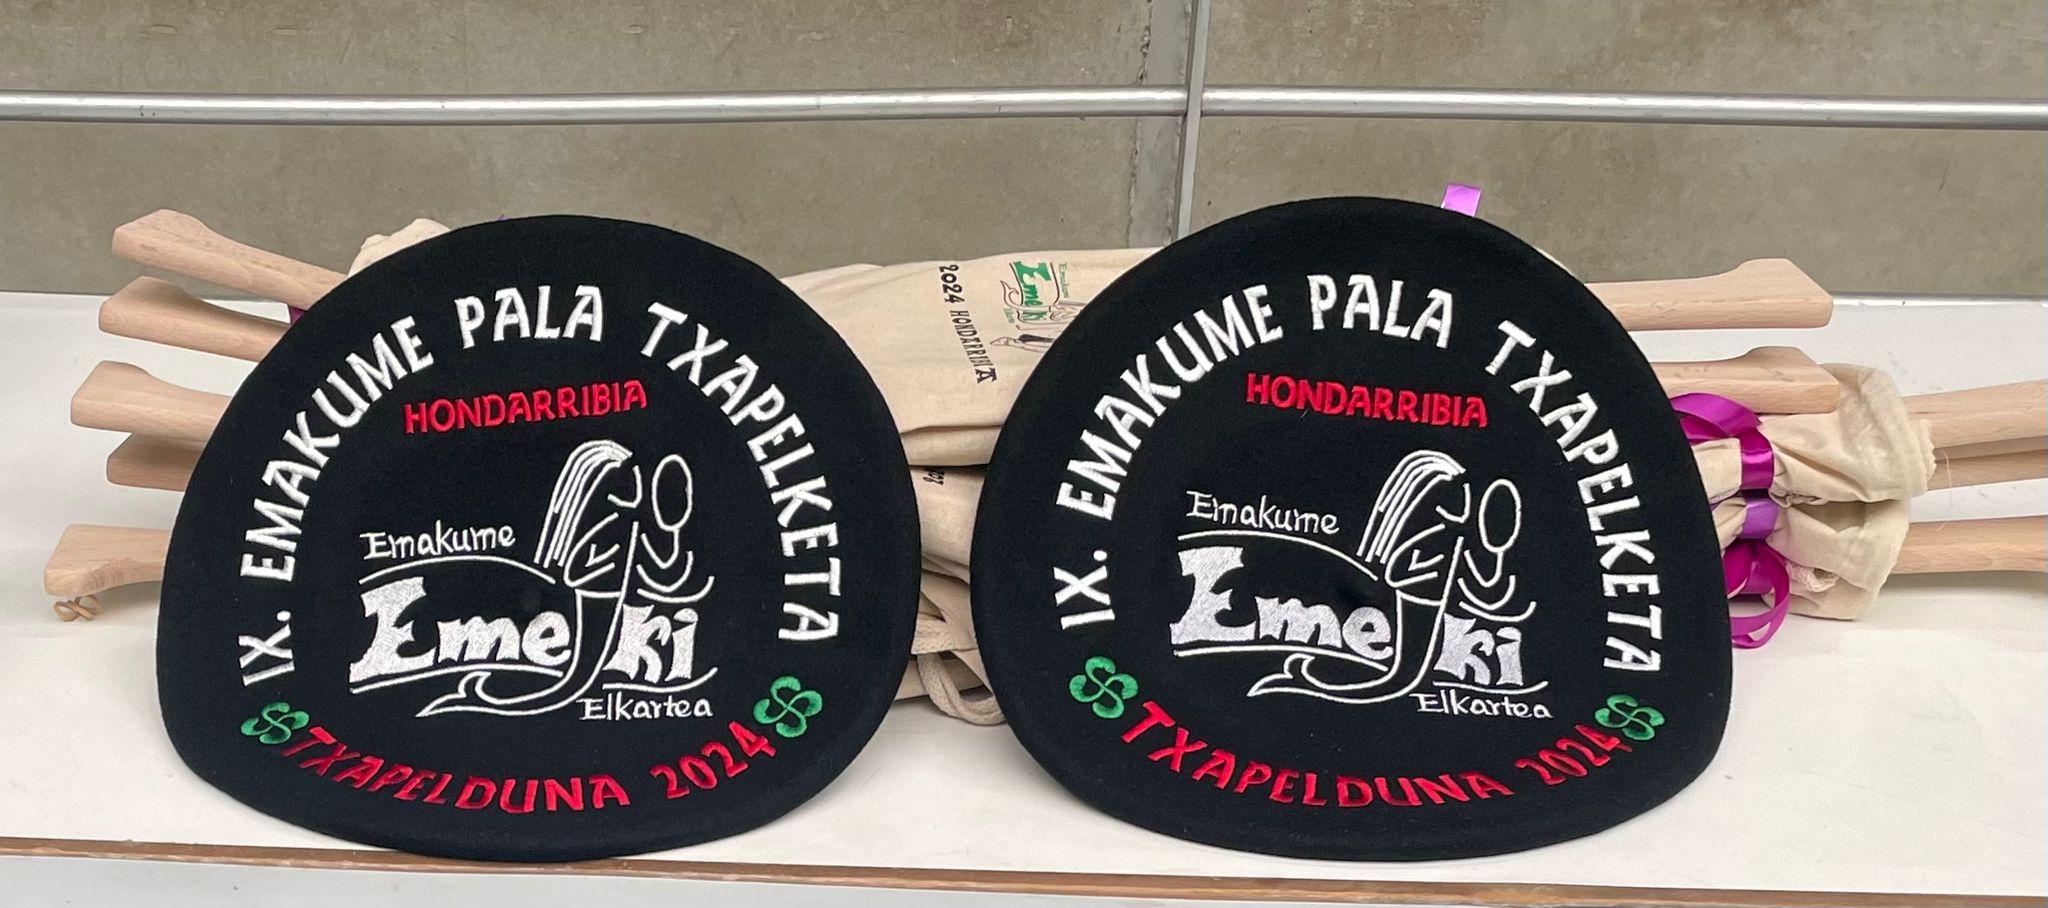 IX. EMAKUME PALA TXAPELKETA
HONDARRIBIA
Emakume
Emeki
Elkartea
TXAPELDUNA 2024
2024 HONDARRIBIA
Emeki
IX. EMAKUME PALA TXAPELKETA
HONDARRIBIA
Emakume
Emeki
Elkartea
TXAPELDUNA 2024